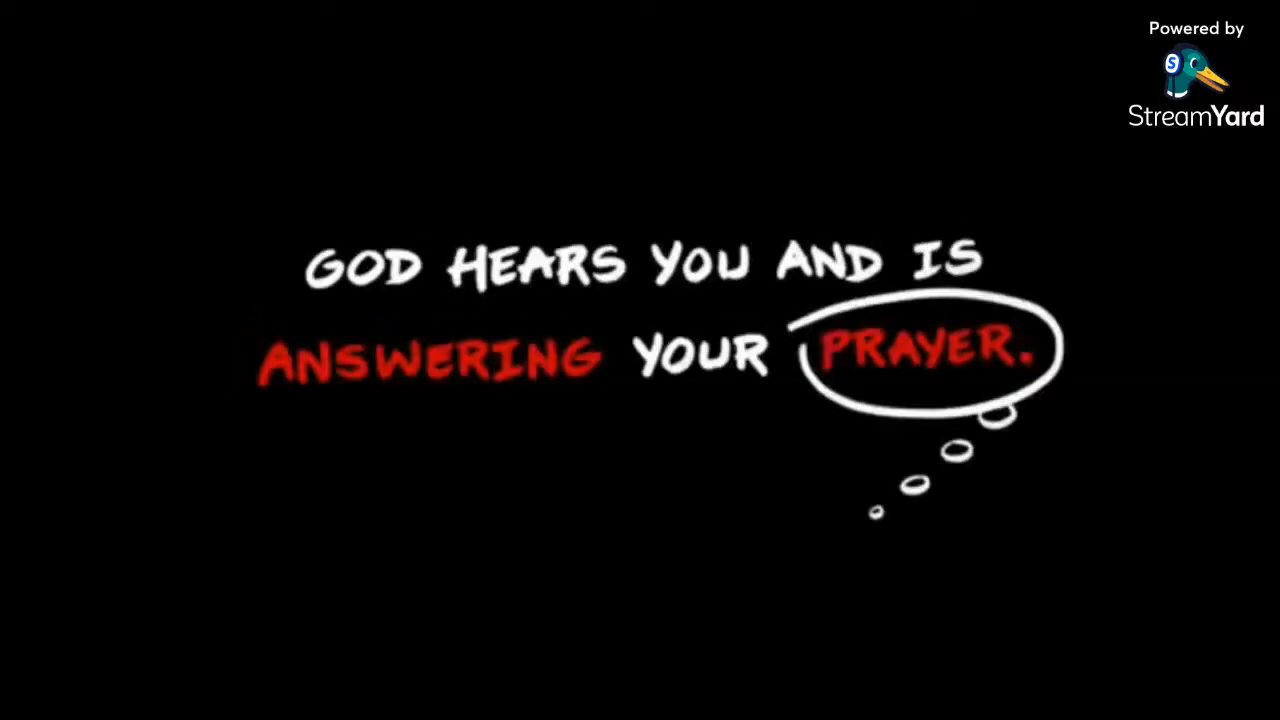 Powered by
StreamYard
GOD HEARS YOU AND IS
ANSWERING YOUR PRAYER.